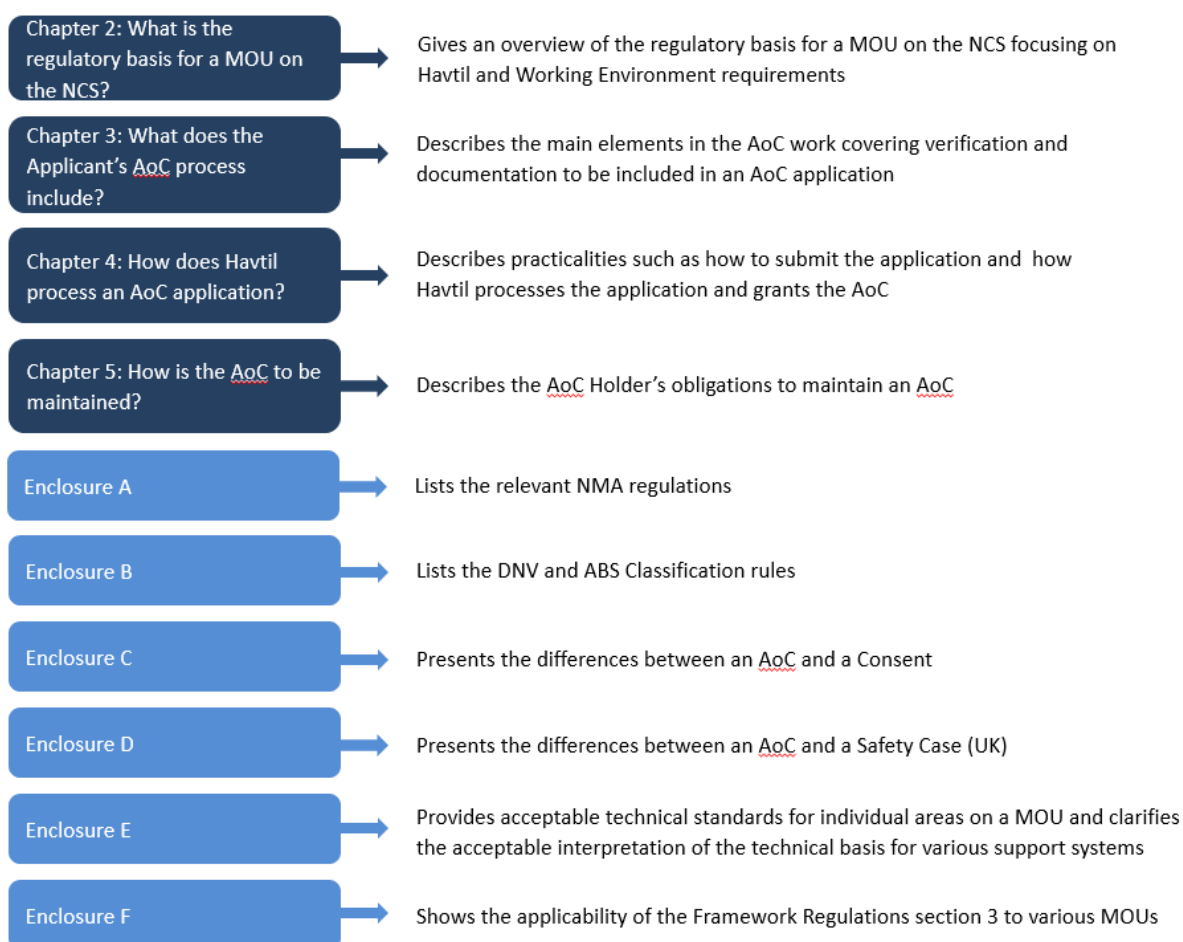 Chapter 2: What is the
regulatory basis for a MOU on
the NCS?
Gives an overview of the regulatory basis for a MOU on the NCS focusing on
Havtil and Working Environment requirements
Chapter 3: What does the
Applicant's AoC process
include?
Describes the main elements in the AoC work covering verification and
documentation to be included in an AoC application
Chapter 4: How does Havtil
process an AoC application?
Describes practicalities such as how to submit the application and  how
Havtil processes the application and grants the AoC
Chapter 5: How is the AoC to be
maintained?
Describes the AoC Holder's obligations to maintain an AoC
Enclosure A
Lists the relevant NMA regulations
Enclosure B
Lists the DNV and ABS Classification rules
Enclosure C
Presents the differences between an AoC and a Consent
Enclosure D
Presents the differences between an AoC and a Safety Case (UK)
Enclosure E
Provides acceptable technical standards for individual areas on a MOU and clarifies
the acceptable interpretation of the technical basis for various support systems
Enclosure F
Shows the applicability of the Framework Regulations section 3 to various MOUs